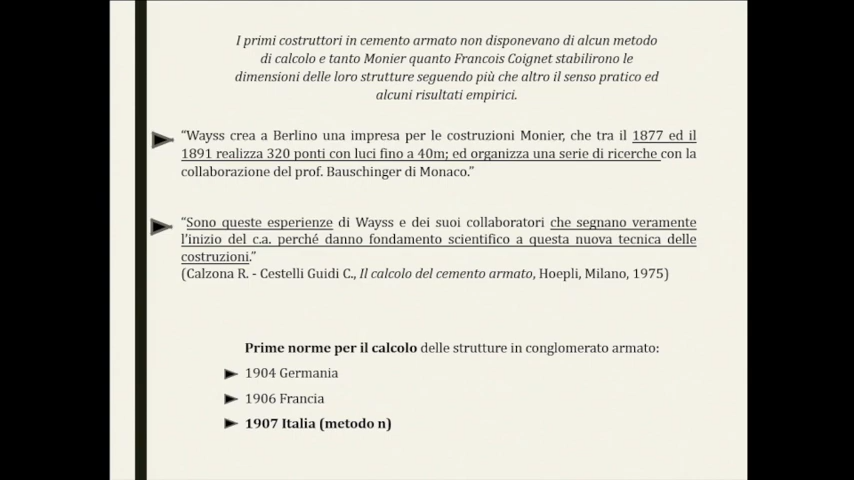 I primi costruttori in cemento armato non disponevano di alcun metodo
di calcolo e tanto Monier quanto Francois Coignet stabilirono le
dimensioni delle loro strutture seguendo più che altro il senso pratico ed
alcuni risultati empirici.
“Wayss crea a Berlino una impresa per le costruzioni Monier, che tra il 1877 ed il
1891 realizza 320 ponti con luci fino a 40m; ed organizza una serie di ricerche con la
collaborazione del prof. Bauschinger di Monaco.”
“Sono queste esperienze di Wayss e dei suoi collaboratori che segnano veramente
l’inizio del c.a. perché danno fondamento scientifico a questa nuova tecnica delle
costruzioni.”
(Calzona R. - Cestelli Guidi C., Il calcolo del cemento armato, Hoepli, Milano, 1975)
Prime norme per il calcolo delle strutture in conglomerato armato:
1904 Germania
1906 Francia
1907 Italia (metodo n)